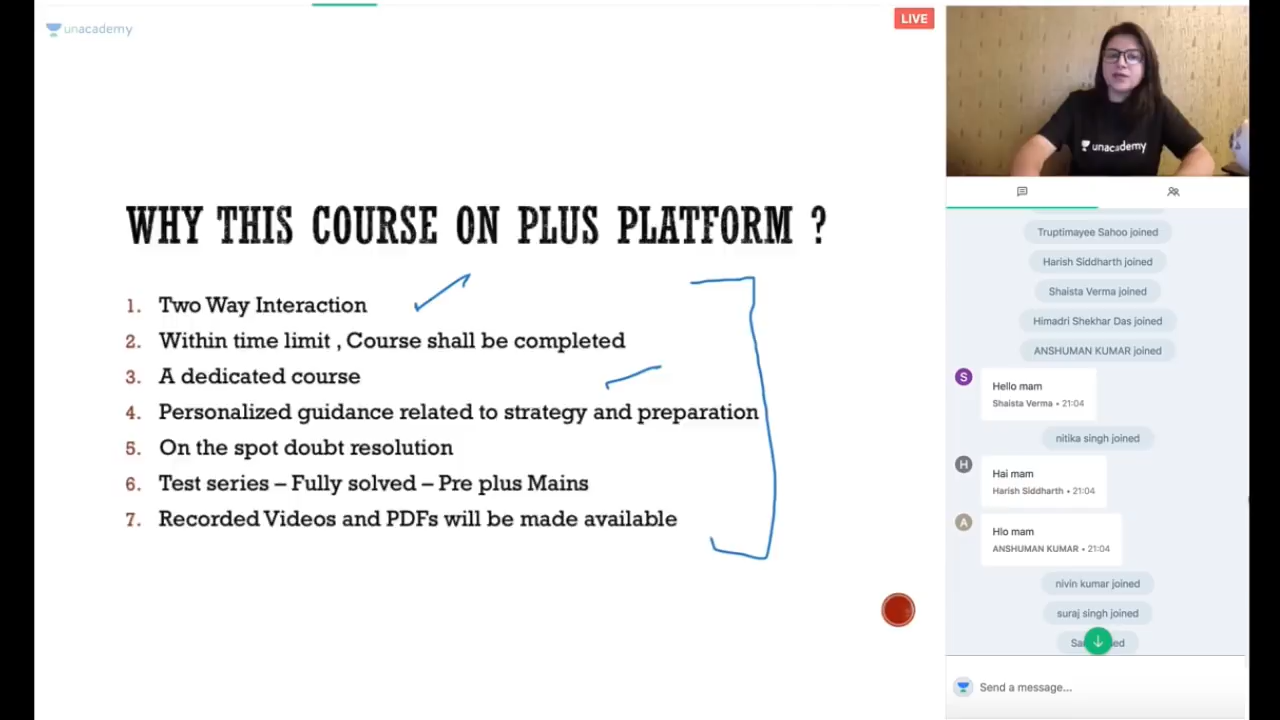 unacademy
LIVE
WHY THIS COURSE ON PLUS PLATFORM ?
1. Two Way Interaction
2. Within time limit , Course shall be completed
3. A dedicated course
4. Personalized guidance related to strategy and preparation
5. On the spot doubt resolution
6. Test series – Fully solved – Pre plus Mains
7. Recorded Videos and PDFs will be made available
unacademy
Truptimayee Sahoo joined
Harish Siddharth joined
Shaista Verma joined
Himadri Shekhar Das joined
ANSHUMAN KUMAR joined
S
Hello mam
Shaista Verma • 21:04
nitika singh joined
H
Hai mam
Harish Siddharth • 21:04
A
Hlo mam
ANSHUMAN KUMAR • 21:04
nivin kumar joined
suraj singh joined
Send a message...